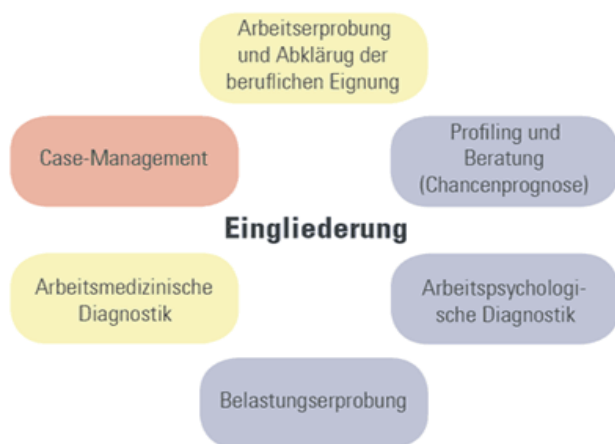 Arbeitserprobung
und Abklärug der
beruflichen Eignung
Case-Management
Profiling und
Beratung
(Chancenprognose)
Eingliederung
Arbeitsmedizinische
Diagnostik
Arbeitspsychologi-
sche Diagnostik
Belastungserprobung